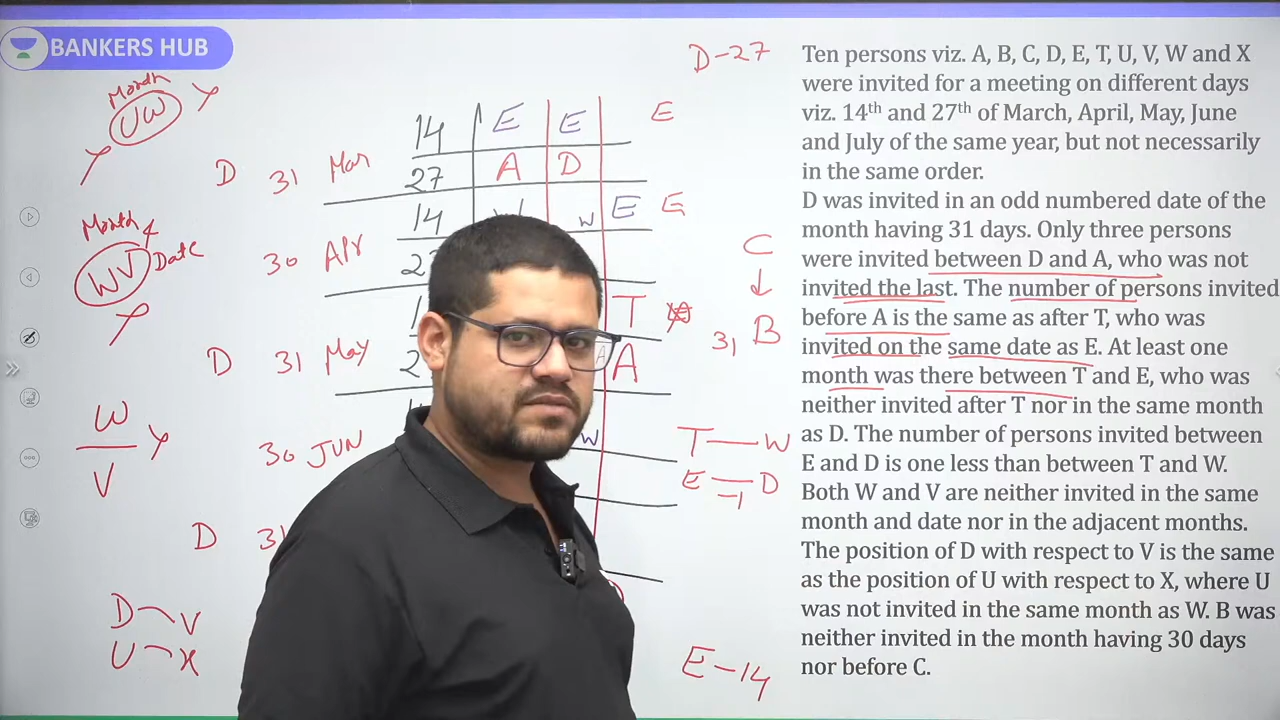 BANKERS HUB
D-27
Ten persons viz. A, B, C, D, E, T, U, V, W and X
were invited for a meeting on different days
viz. 14th and 27th of March, April, May, June
and July of the same year, but not necessarily
in the same order.
D was invited in an odd numbered date of the
month having 31 days. Only three persons
were invited between D and A, who was not
invited the last. The number of persons invited
before A is the same as after T, who was
invited on the same date as E. At least one
month was there between T and E, who was
neither invited after T nor in the same month
as D. The number of persons invited between
E and D is one less than between T and W.
Both W and V are neither invited in the same
month and date nor in the adjacent months.
The position of D with respect to V is the same
as the position of U with respect to X, where U
was not invited in the same month as W. B was
neither invited in the month having 30 days
nor before C.
Month
UW
Month
WV Date
W
V
D V
U X
14 E E E
D 31 Mar 27 A D
14 W E E
30 Apr
T
D 31 May A
30 JUN W
D 31
C
31 B
T W
E -1 D
E-14